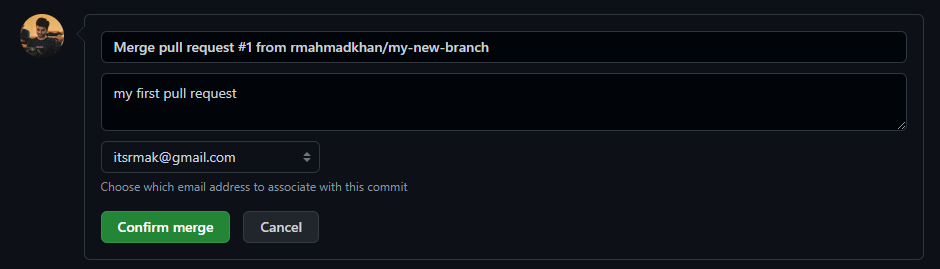 Merge pull request #1 from rmahmadkhan/my-new-branch
my first pull request
itsrmak@gmail.com
Choose which email address to associate with this commit
Confirm merge
Cancel